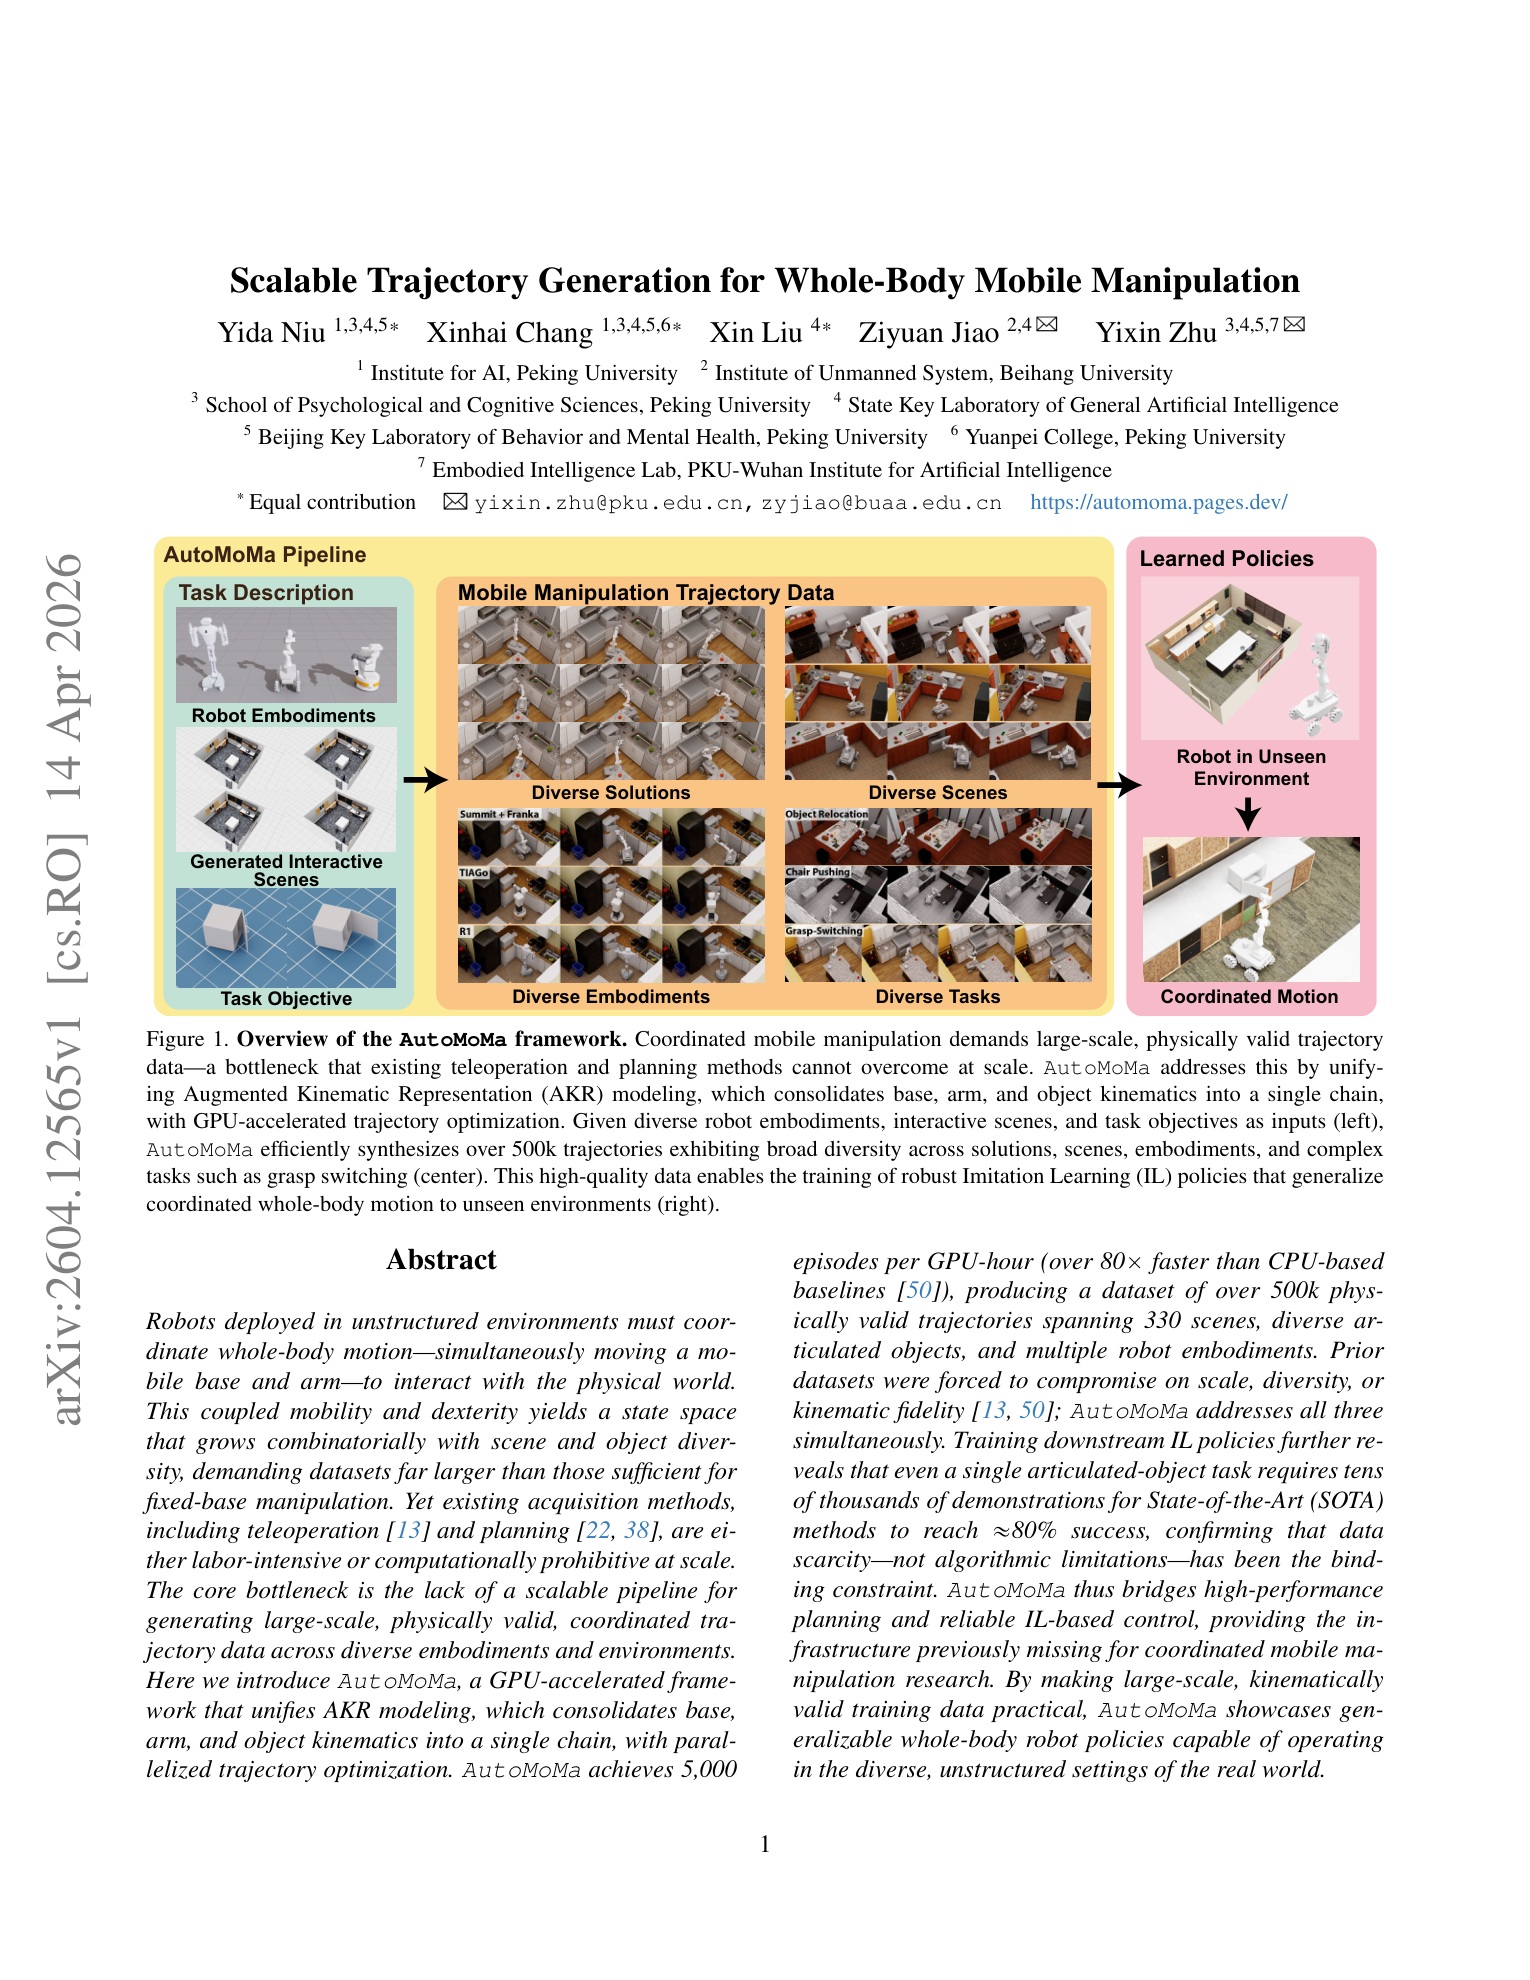 arXiv:2604.12565v1 [cs.RO] 14 Apr 2026
Scalable Trajectory Generation for Whole-Body Mobile Manipulation
Yida Niu 1,3,4,5* Xinhai Chang 1,3,4,5,6* Xin Liu 4* Ziyuan Jiao 2,4✉ Yixin Zhu 3,4,5,7✉
1 Institute for AI, Peking University 2 Institute of Unmanned System, Beihang University
3 School of Psychological and Cognitive Sciences, Peking University 4 State Key Laboratory of General Artificial Intelligence
5 Beijing Key Laboratory of Behavior and Mental Health, Peking University 6 Yuanpei College, Peking University
7 Embodied Intelligence Lab, PKU-Wuhan Institute for Artificial Intelligence
* Equal contribution ✉ yixin.zhu@pku.edu.cn, zyjiao@buaa.edu.cn https://automoma.pages.dev/
AutoMoMa Pipeline
Task Description
Robot Embodiments
Generated Interactive
Scenes
Task Objective
Mobile Manipulation Trajectory Data
Diverse Solutions
Diverse Scenes
Summit + Franka
TIAGo
R1
Diverse Embodiments
Object Relocation
Chair Pushing
Grasp-Switching
Diverse Tasks
Learned Policies
Robot in Unseen
Environment
Coordinated Motion
Figure 1. Overview of the AutoMoMa framework. Coordinated mobile manipulation demands large-scale, physically valid trajectory
data—a bottleneck that existing teleoperation and planning methods cannot overcome at scale. AutoMoMa addresses this by unify-
ing Augmented Kinematic Representation (AKR) modeling, which consolidates base, arm, and object kinematics into a single chain,
with GPU-accelerated trajectory optimization. Given diverse robot embodiments, interactive scenes, and task objectives as inputs (left),
AutoMoMa efficiently synthesizes over 500k trajectories exhibiting broad diversity across solutions, scenes, embodiments, and complex
tasks such as grasp switching (center). This high-quality data enables the training of robust Imitation Learning (IL) policies that generalize
coordinated whole-body motion to unseen environments (right).
Abstract
Robots deployed in unstructured environments must coor-
dinate whole-body motion—simultaneously moving a mo-
bile base and arm—to interact with the physical world.
This coupled mobility and dexterity yields a state space
that grows combinatorially with scene and object diver-
sity, demanding datasets far larger than those sufficient for
fixed-base manipulation. Yet existing acquisition methods,
including teleoperation [13] and planning [22, 38], are ei-
ther labor-intensive or computationally prohibitive at scale.
The core bottleneck is the lack of a scalable pipeline for
generating large-scale, physically valid, coordinated tra-
jectory data across diverse embodiments and environments.
Here we introduce AutoMoMa, a GPU-accelerated frame-
work that unifies AKR modeling, which consolidates base,
arm, and object kinematics into a single chain, with paral-
lelized trajectory optimization. AutoMoMa achieves 5,000
episodes per GPU-hour (over 80× faster than CPU-based
baselines [50]), producing a dataset of over 500k phys-
ically valid trajectories spanning 330 scenes, diverse ar-
ticulated objects, and multiple robot embodiments. Prior
datasets were forced to compromise on scale, diversity, or
kinematic fidelity [13, 50]; AutoMoMa addresses all three
simultaneously. Training downstream IL policies further re-
veals that even a single articulated-object task requires tens
of thousands of demonstrations for State-of-the-Art (SOTA)
methods to reach ≈80% success, confirming that data
scarcity—not algorithmic limitations—has been the bind-
ing constraint. AutoMoMa thus bridges high-performance
planning and reliable IL-based control, providing the in-
frastructure previously missing for coordinated mobile ma-
nipulation research. By making large-scale, kinematically
valid training data practical, AutoMoMa showcases gen-
eralizable whole-body robot policies capable of operating
in the diverse, unstructured settings of the real world.
1